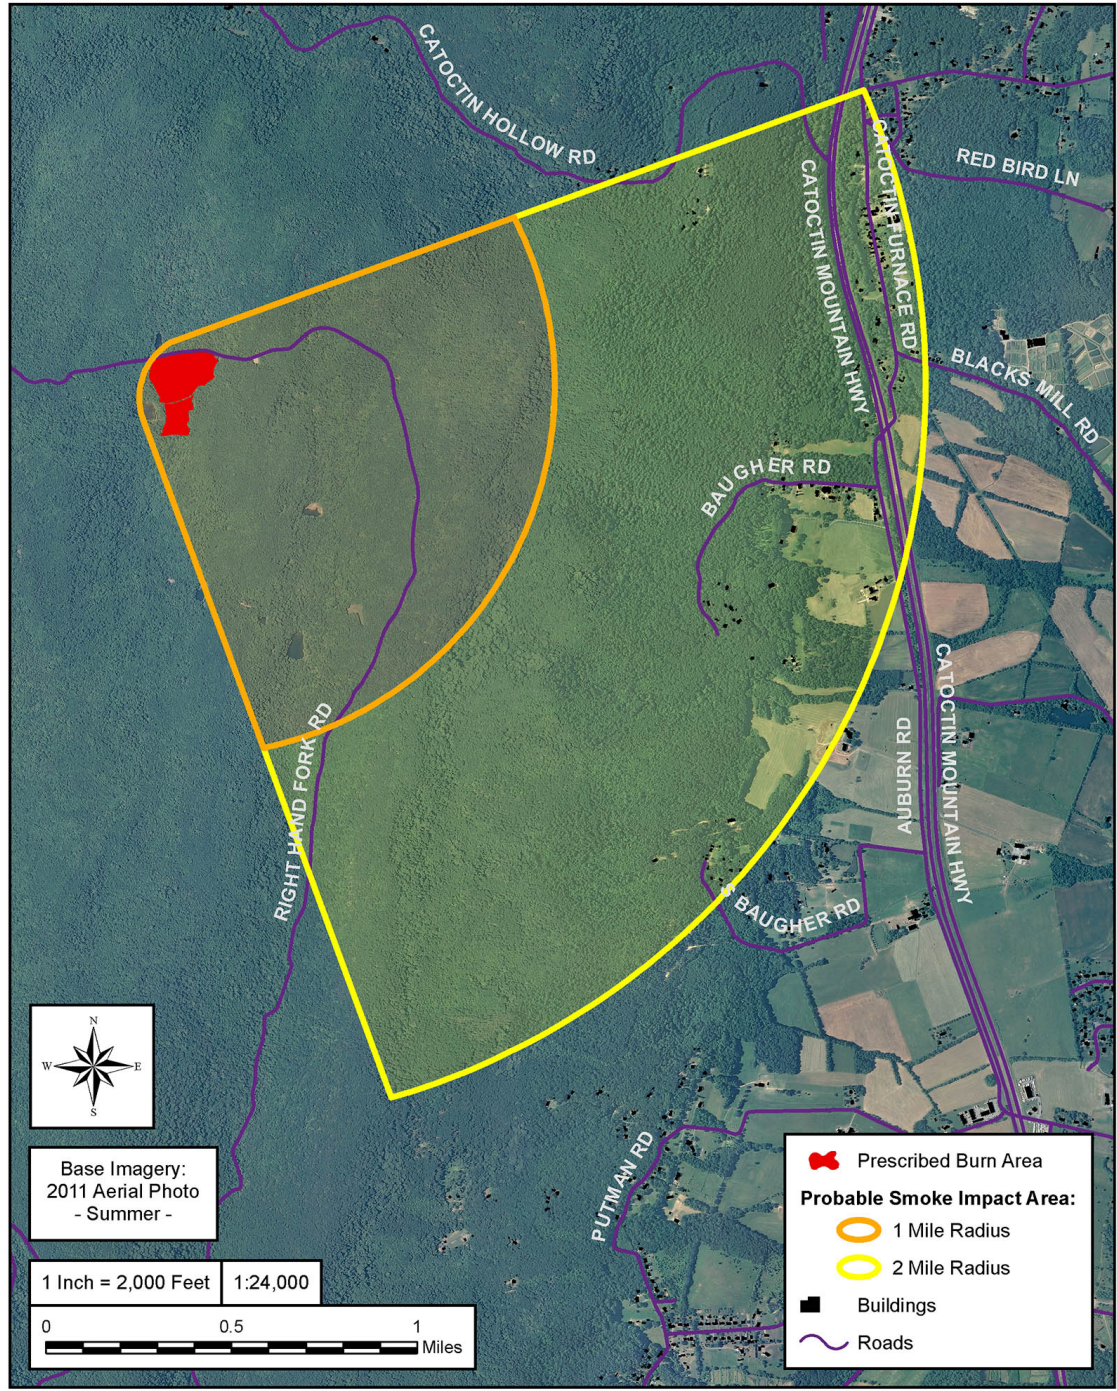 CATOCTIN HOLLOW RD
CATOCTIN FURNACE RD
RED BIRD LN
CATOCTIN MOUNTAIN HWY
BLACKS MILL RD
BAUGHER RD
RIGHT HAND FORK RD
AUBURN RD
CATOCTIN MOUNTAIN HWY
S BAUGHER RD
PUTMAN RD
N
W
E
S
Base Imagery:
2011 Aerial Photo
- Summer -
1 Inch = 2,000 Feet
1:24,000
0
0.5
1
Miles
Prescribed Burn Area
Probable Smoke Impact Area:
1 Mile Radius
2 Mile Radius
Buildings
Roads